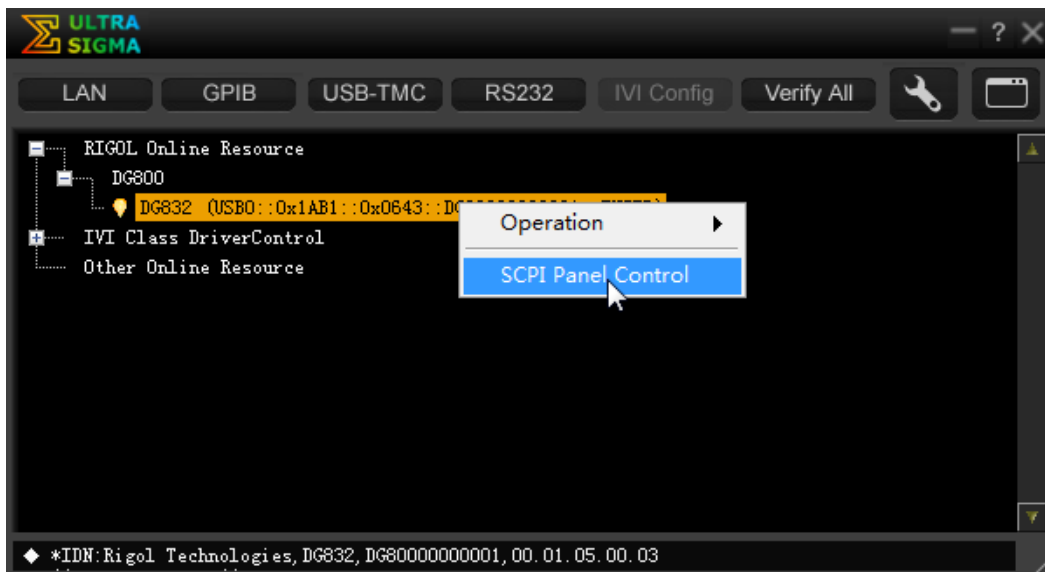 ULTRA
SIGMA
?
LAN GPIB USB-TMC RS232 IVI Config Verify All
RIGOL Online Resource
DG800
DG832 (USB0::0x1AB1::0x0643::
Operation
IVI Class DriverControl
SCPI Panel Control
Other Online Resource
*IDN:Rigol Technologies,DG832,DG80000000001,00.01.05.00.03